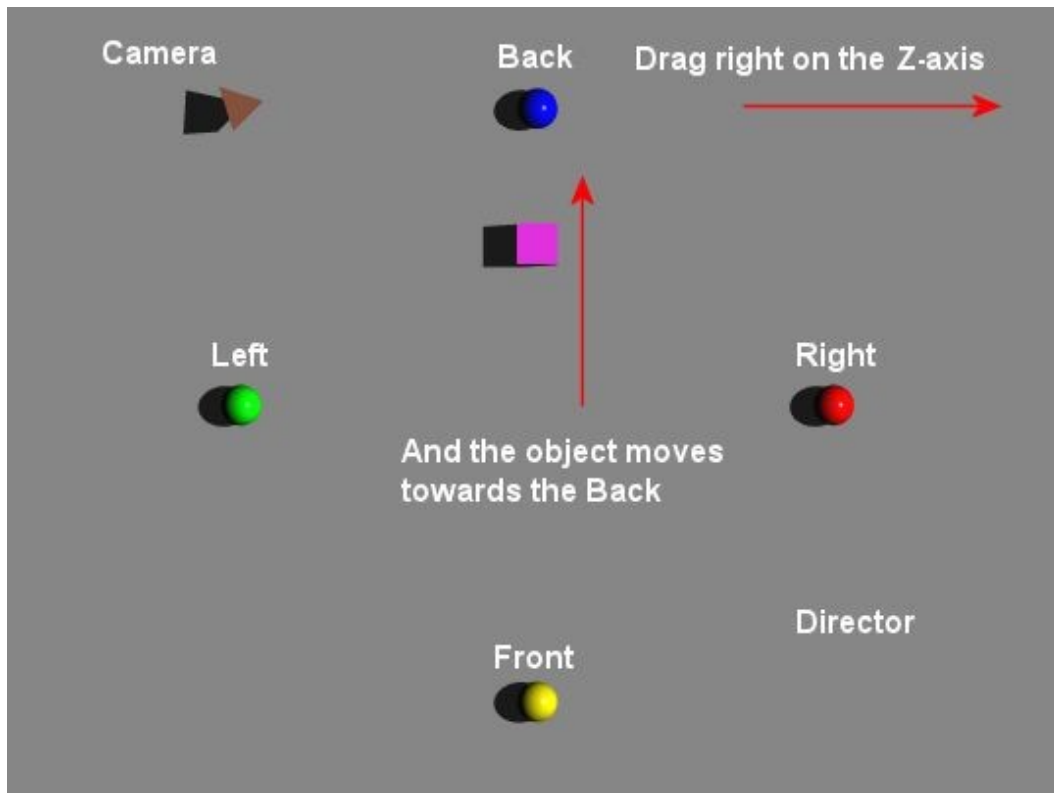 Camera
Back
Drag right on the Z-axis
Left
Right
And the object moves
towards the Back
Director
Front